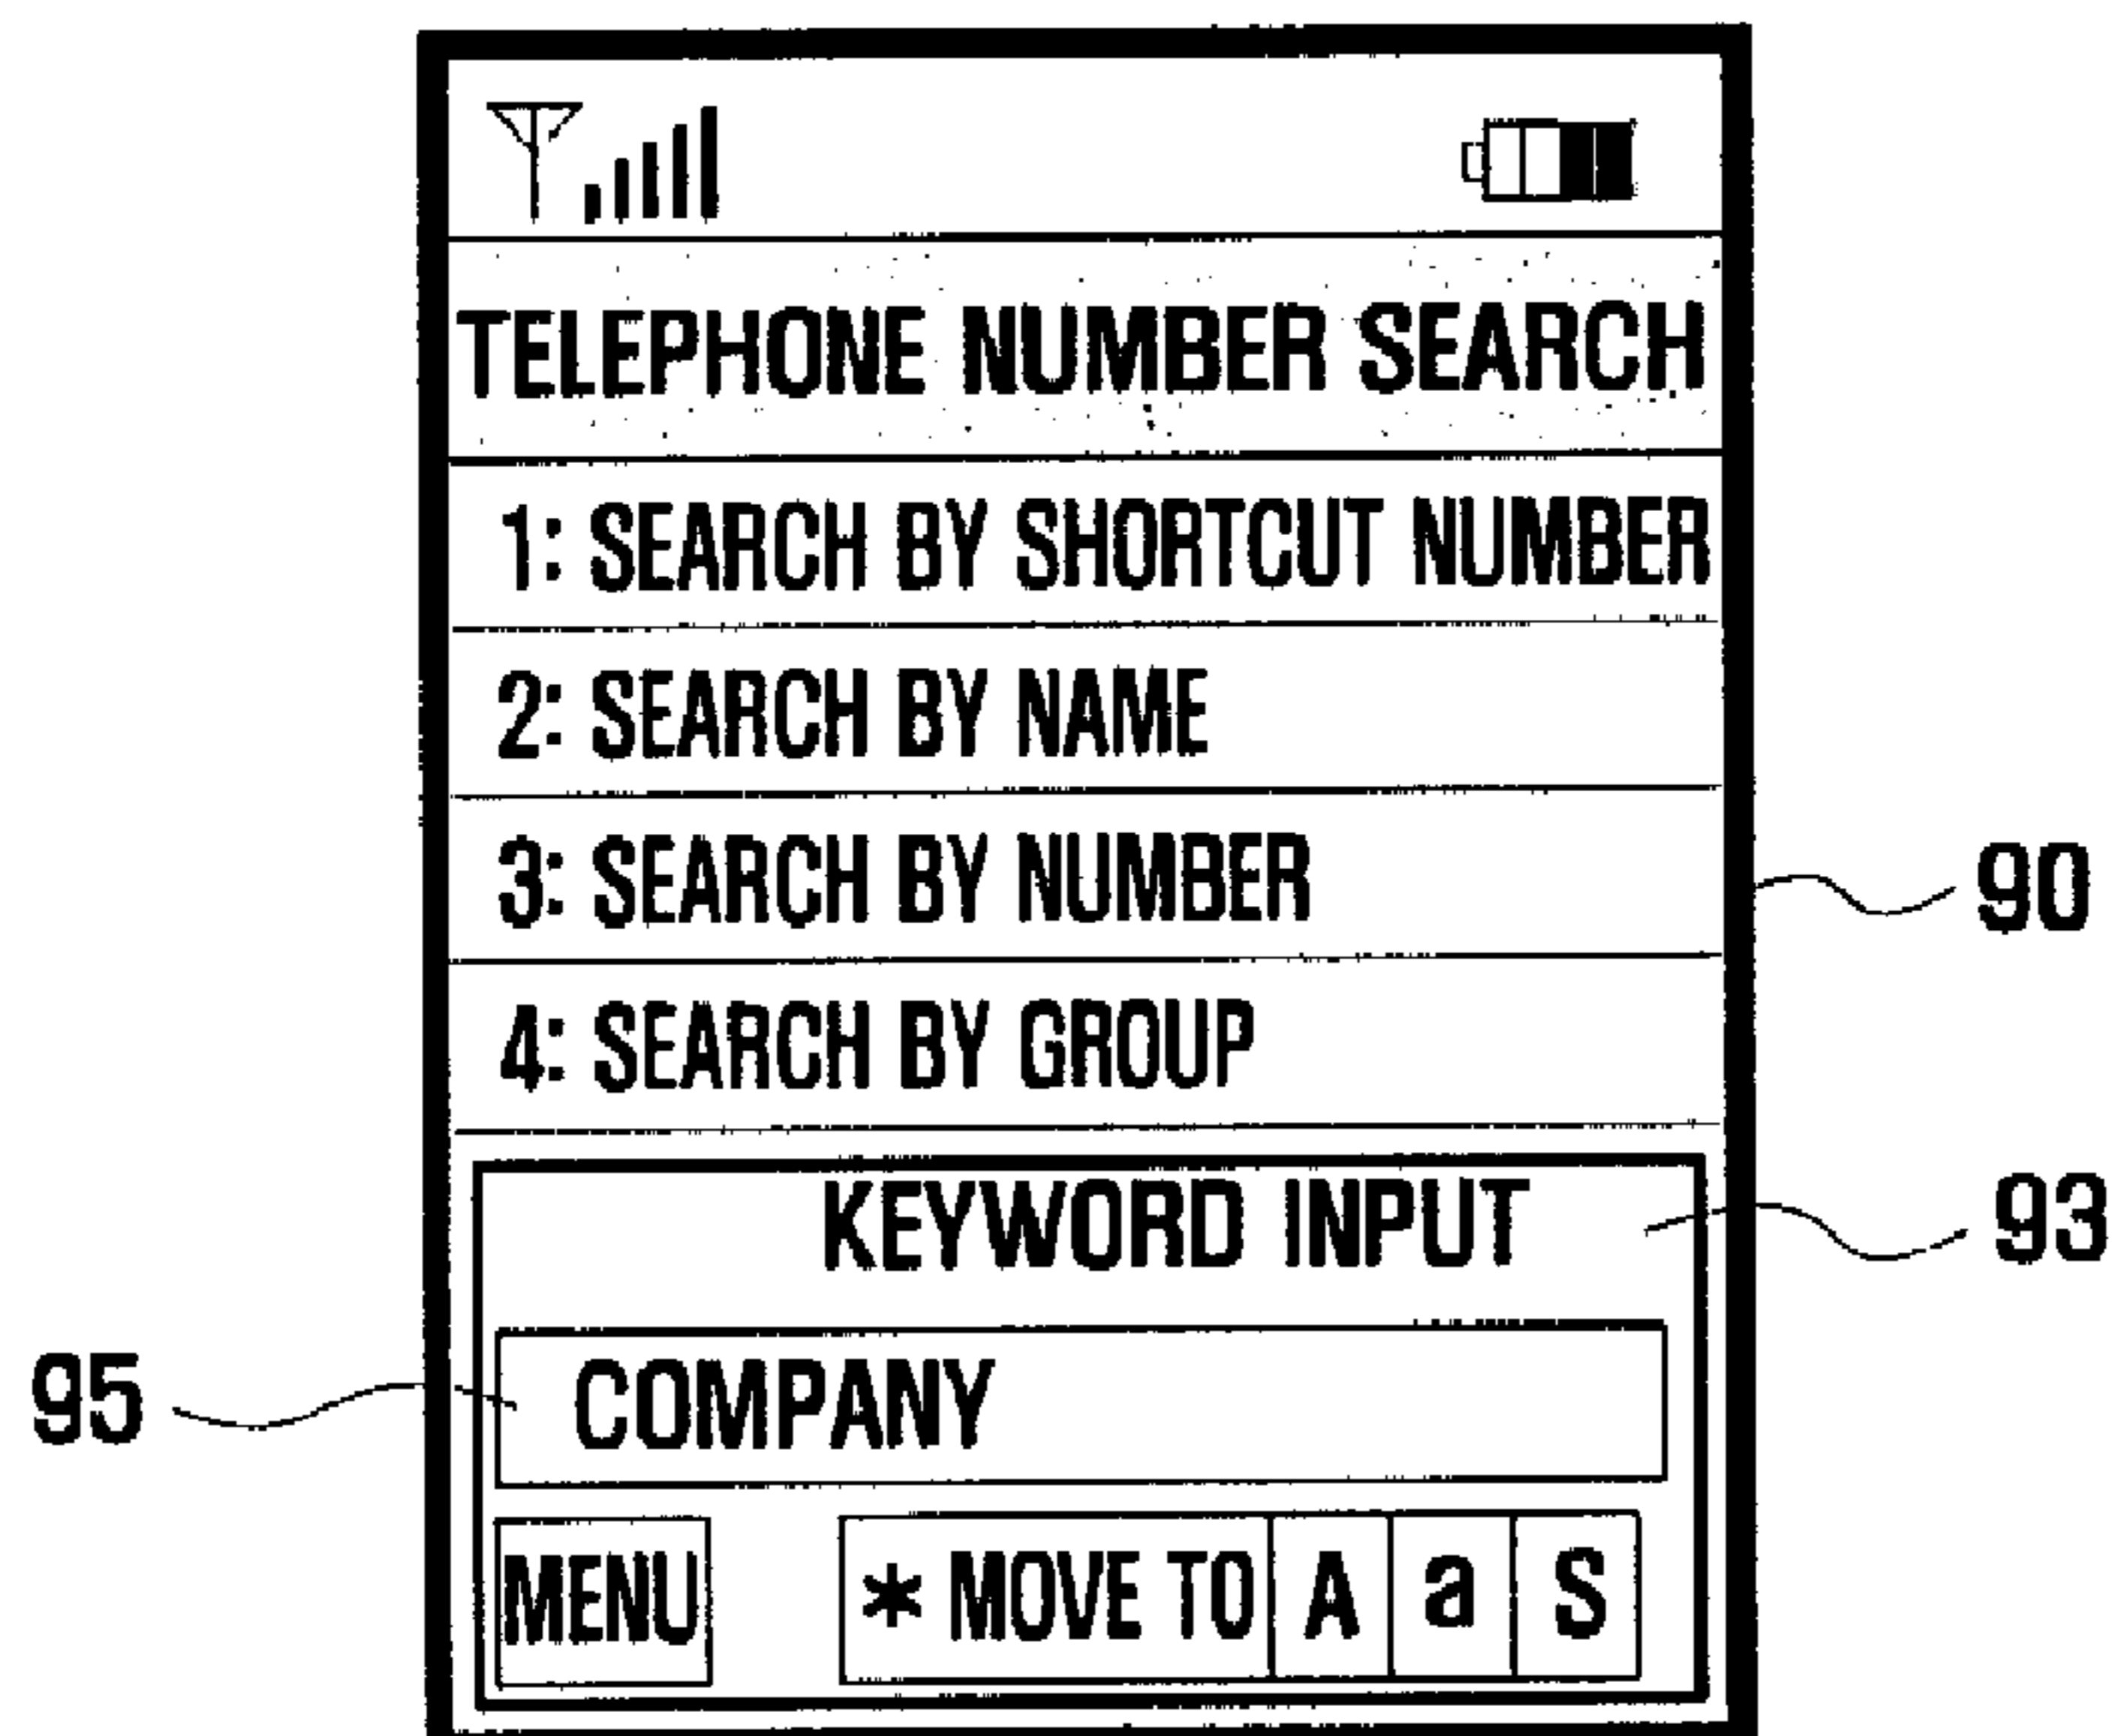 TELEPHONE NUMBER SEARCH
1: SEARCH BY SHORTCUT NUMBER
2: SEARCH BY NAME
3: SEARCH BY NUMBER
90
4: SEARCH BY GROUP
KEYWORD INPUT
93
95
COMPANY
MENU
* MOVE TO A a S